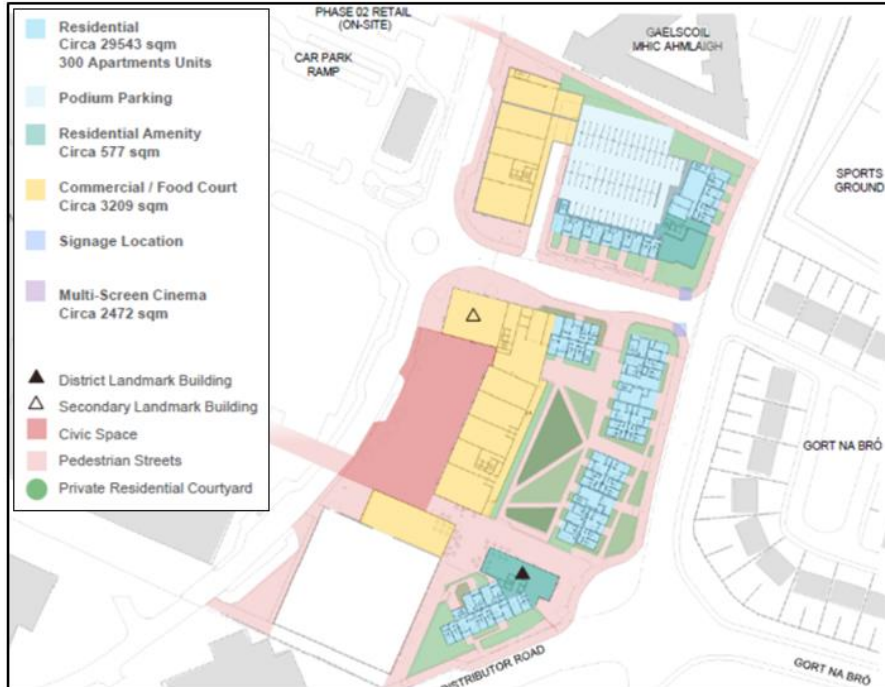 Residential
Circa 29543 sqm
300 Apartments Units
Podium Parking
Residential Amenity
Circa 577 sqm
Commercial / Food Court
Circa 3209 sqm
Signage Location
Multi-Screen Cinema
Circa 2472 sqm
District Landmark Building
Secondary Landmark Building
Civic Space
Pedestrian Streets
Private Residential Courtyard
PHASE 02 RETAIL
(ON-SITE)
CAR PARK
RAMP
GAELSCOIL
MHIC AHMLAIGH
SPORTS
GROUND
GORT NA BRÓ
DISTRIBUTOR ROAD
GORT NA BRÓ